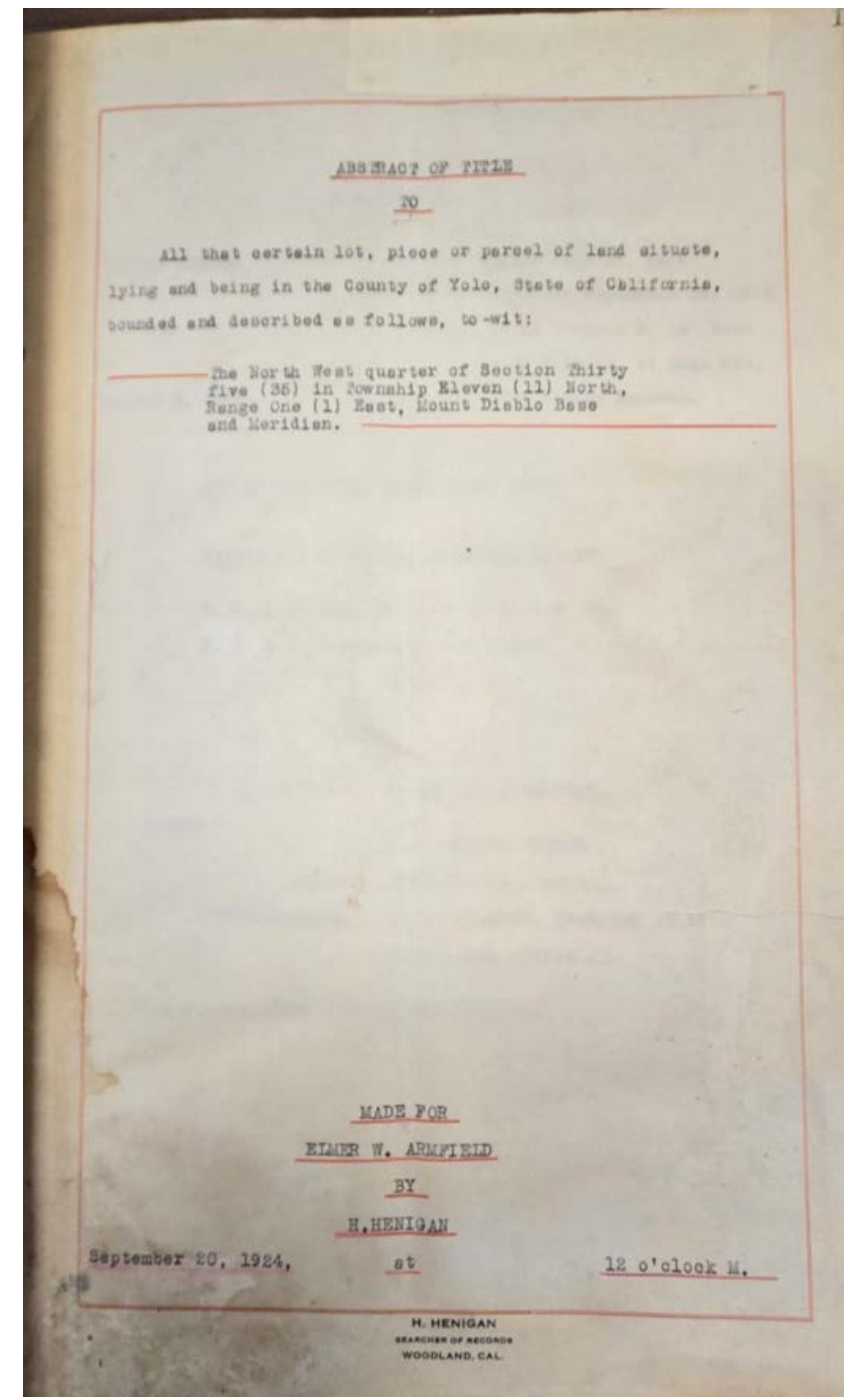 1
ABSTRACT OF TITLE
TO
All that certain lot, piece or parcel of land situate,
lying and being in the County of Yolo, State of California,
bounded and described as follows, to-wit:
The North West quarter of Section Thirty
five (35) in Township Eleven (11) North,
Range One (1) East, Mount Diablo Base
and Meridian.
MADE FOR
ELMER W. ARMFIELD
BY
H.HENIGAN
September 20, 1924, at 12 o'clock M.
H. HENIGAN
SEARCHER OF RECORDS
WOODLAND, CAL.